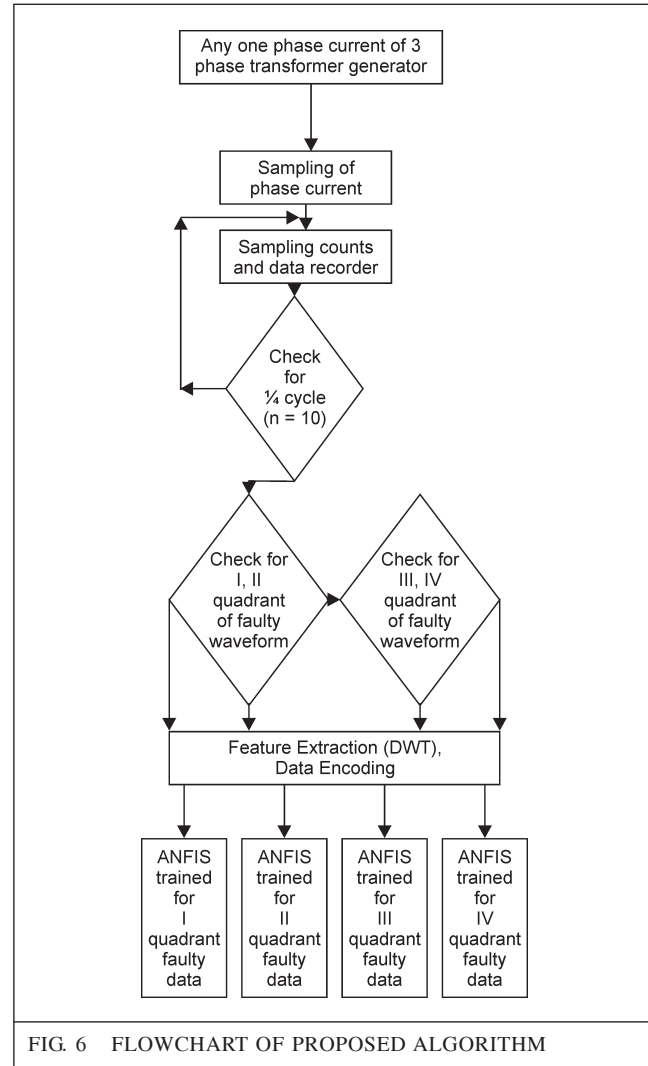 Any one phase current of 3
phase transformer generator
Sampling of
phase current
Sampling counts
and data recorder
Check
for
¼ cycle
(n = 10)
Check for
I, II
quadrant
of faulty
waveform
Check for
III, IV
quadrant
of faulty
waveform
Feature Extraction (DWT),
Data Encoding
ANFIS
trained
for
I
quadrant
faulty
data
ANFIS
trained
for
II
quadrant
faulty
data
ANFIS
trained
for
III
quadrant
faulty
data
ANFIS
trained
for
IV
quadrant
faulty
data
FIG. 6 FLOWCHART OF PROPOSED ALGORITHM